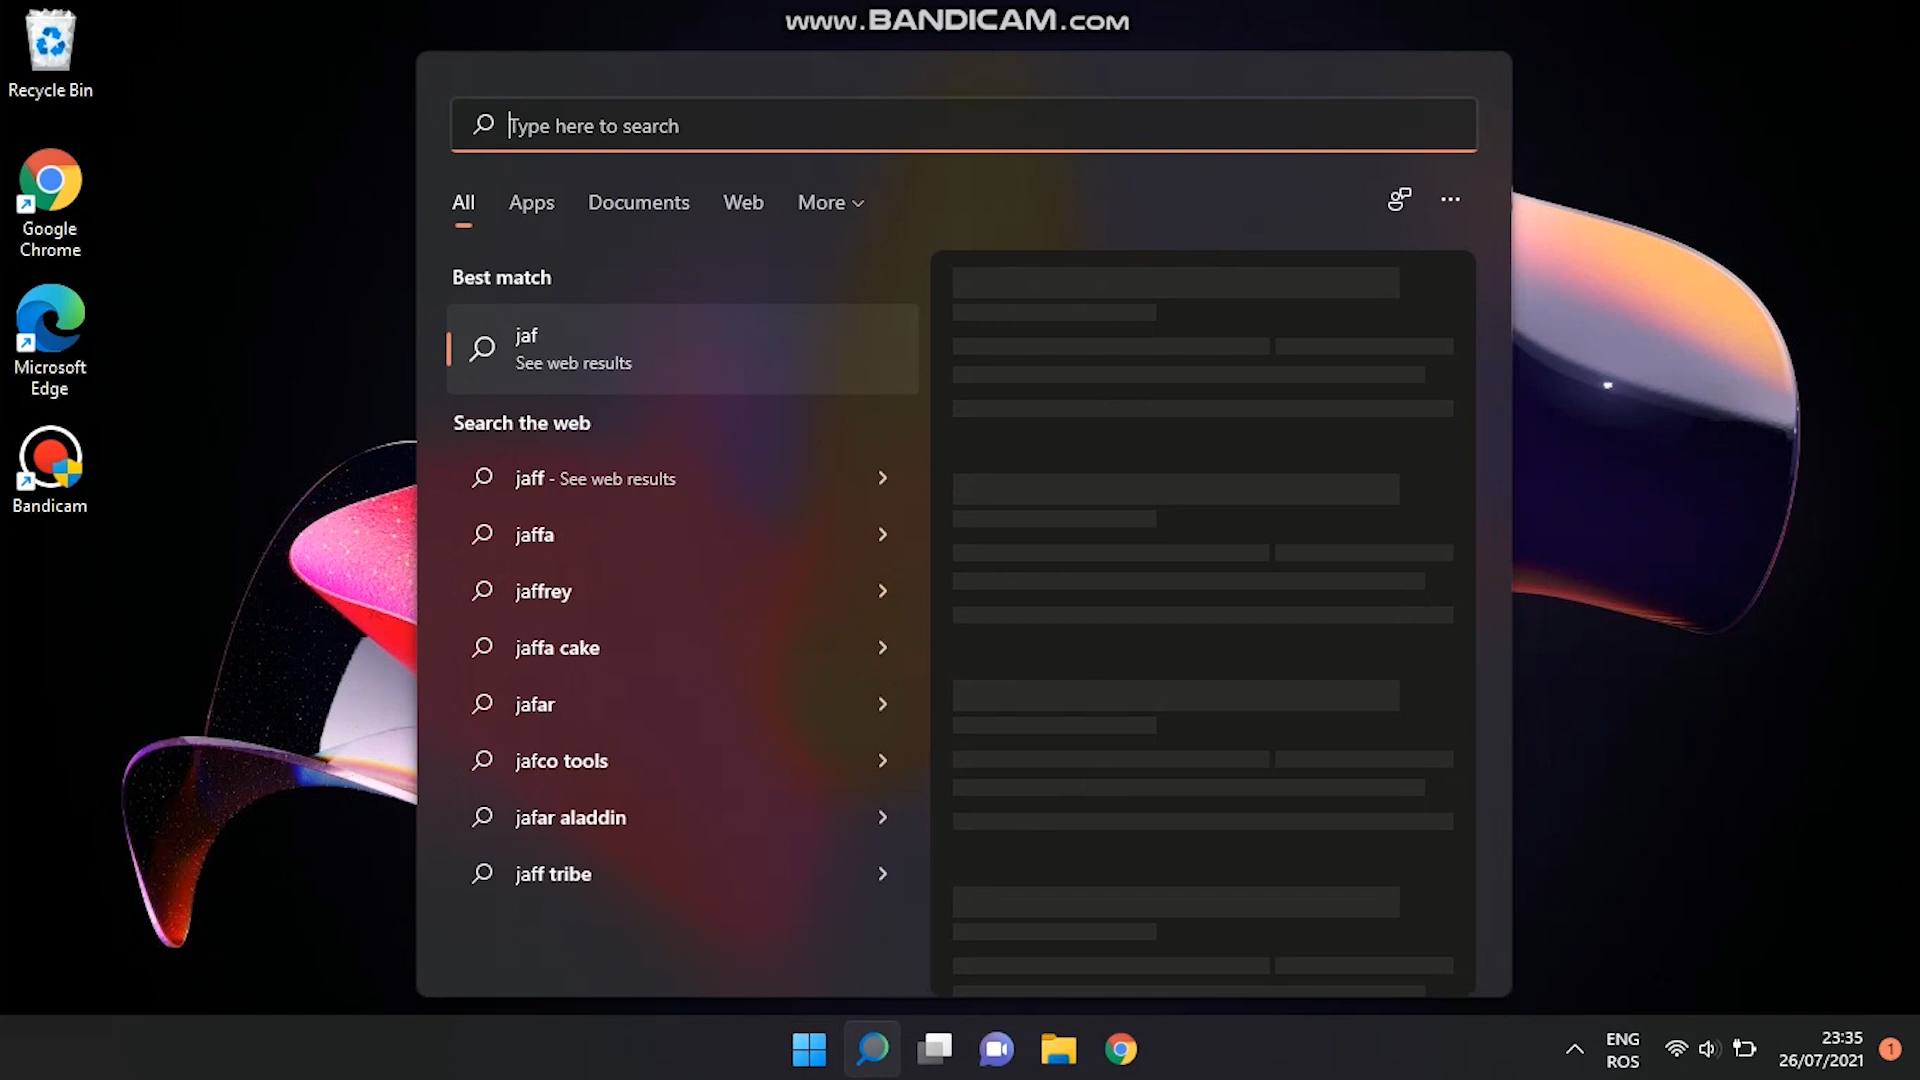 www.BANDICAM.COM
Recycle Bin
Google
Chrome
Microsoft
Edge
Bandicam
Type here to search
All
Apps
Documents
Web
More
Best match
jaf
See web results
Search the web
jaff - See web results
jaffa
jaffrey
jaffa cake
jafar
jafco tools
jafar aladdin
jaff tribe
ENG
ROS
23:35
26/07/2021
1